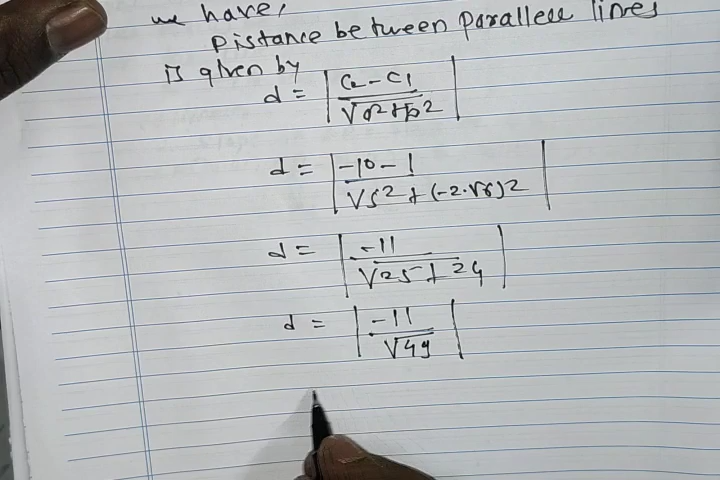 we have,
Distance between parallel lines
is given by
d = | C2 - C1 / √a2+b2 |
d = | -10 - 1 / √52 + (-2.√6)2 |
d = | -11 / √25+24 |
d = | -11 / √49 |